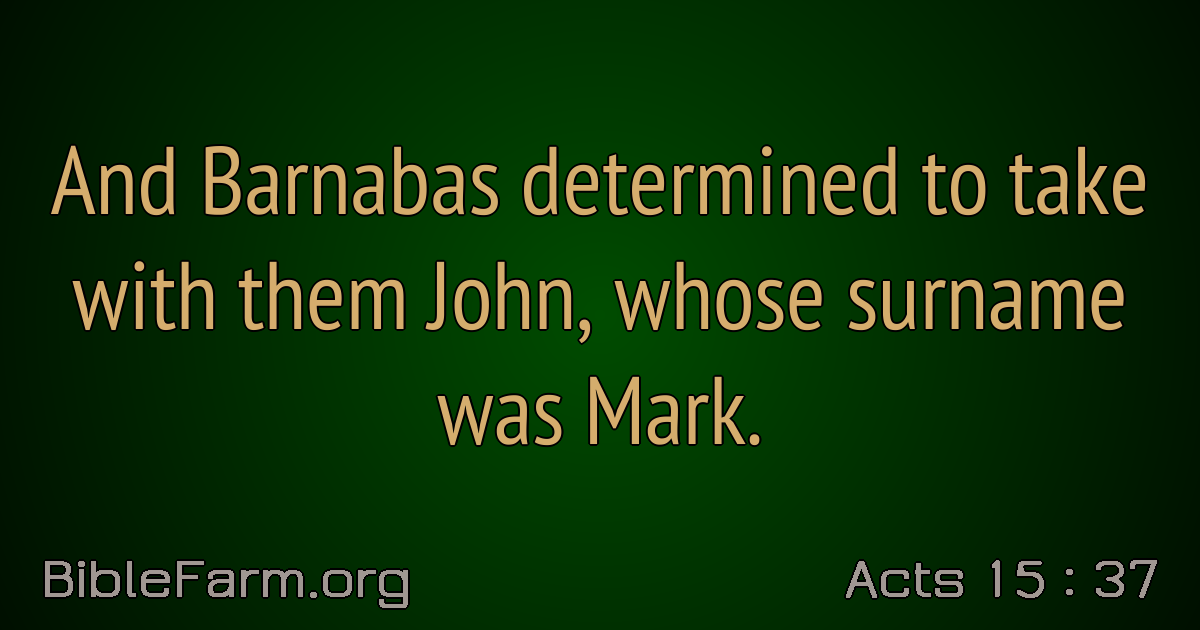 And Barnabas determined to take
with them John, whose surname
was Mark.
BibleFarm.org
Acts 15 : 37